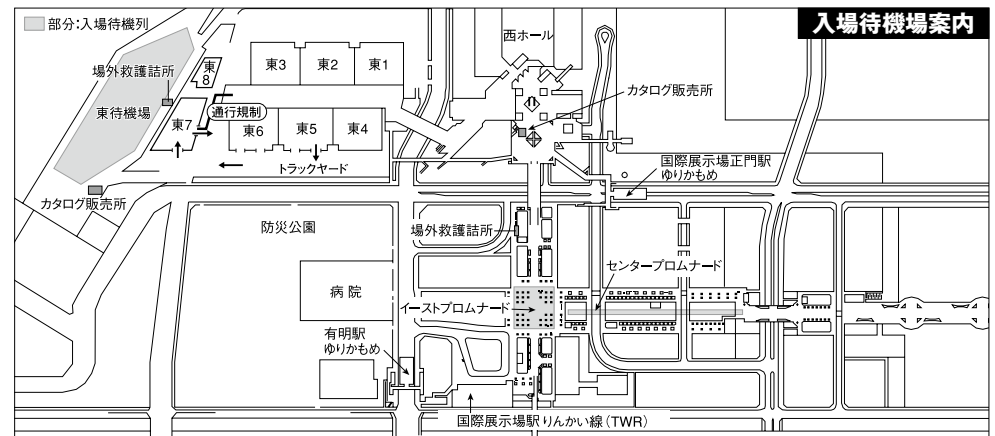 部分:入場待機列
入場待機場案内
西ホール
東3
東2
東1
東8
場外救護詰所
カタログ販売所
東待機場
通行規制
東7
東6
東5
東4
トラックヤード
国際展示場正門駅
ゆりかもめ
カタログ販売所
防災公園
場外救護詰所
センタープロムナード
病院
イーストプロムナード
有明駅
ゆりかもめ
国際展示場駅りんかい線(TWR)